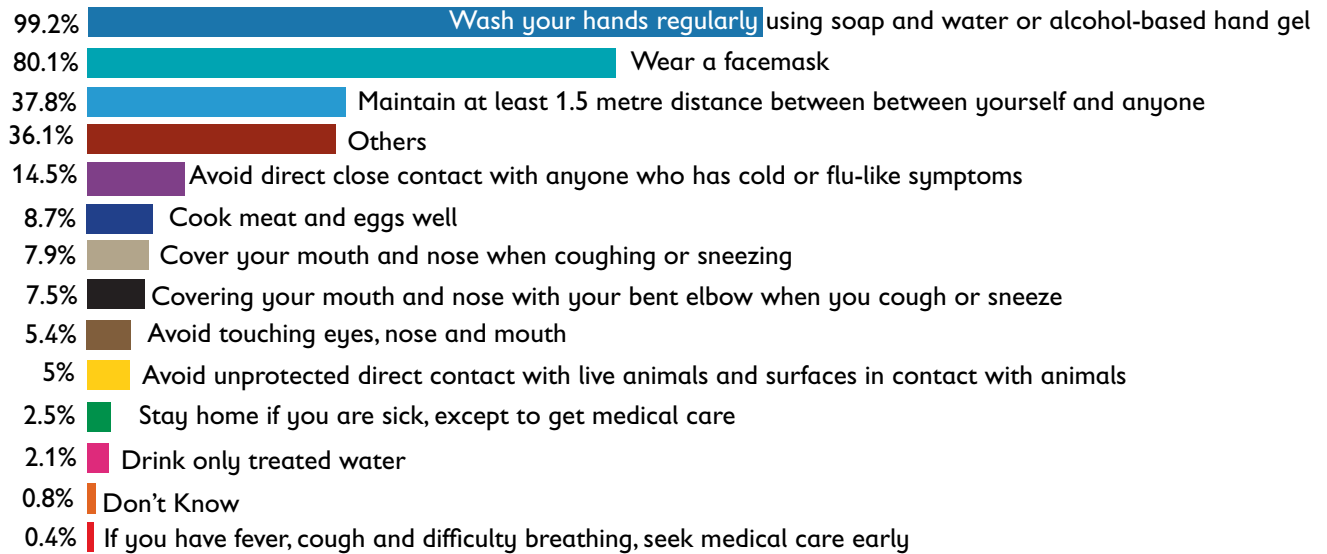 99.2% Wash your hands regularly using soap and water or alcohol-based hand gel
80.1% Wear a facemask
37.8% Maintain at least 1.5 metre distance between between yourself and anyone
36.1% Others
14.5% Avoid direct close contact with anyone who has cold or flu-like symptoms
8.7% Cook meat and eggs well
7.9% Cover your mouth and nose when coughing or sneezing
7.5% Covering your mouth and nose with your bent elbow when you cough or sneeze
5.4% Avoid touching eyes, nose and mouth
5% Avoid unprotected direct contact with live animals and surfaces in contact with animals
2.5% Stay home if you are sick, except to get medical care
2.1% Drink only treated water
0.8% Don't Know
0.4% If you have fever, cough and difficulty breathing, seek medical care early